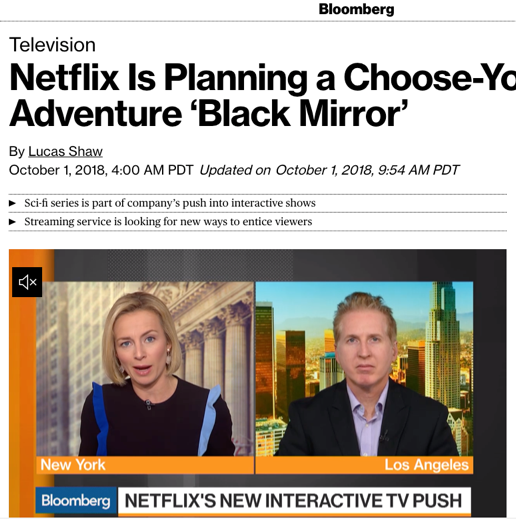 Bloomberg
Television
Netflix Is Planning a Choose-Yo
Adventure ‘Black Mirror’
By Lucas Shaw
October 1, 2018, 4:00 AM PDT Updated on October 1, 2018, 9:54 AM PDT
▶ Sci-fi series is part of company’s push into interactive shows
▶ Streaming service is looking for new ways to entice viewers
New York
Los Angeles
Bloomberg NETFLIX'S NEW INTERACTIVE TV PUSH